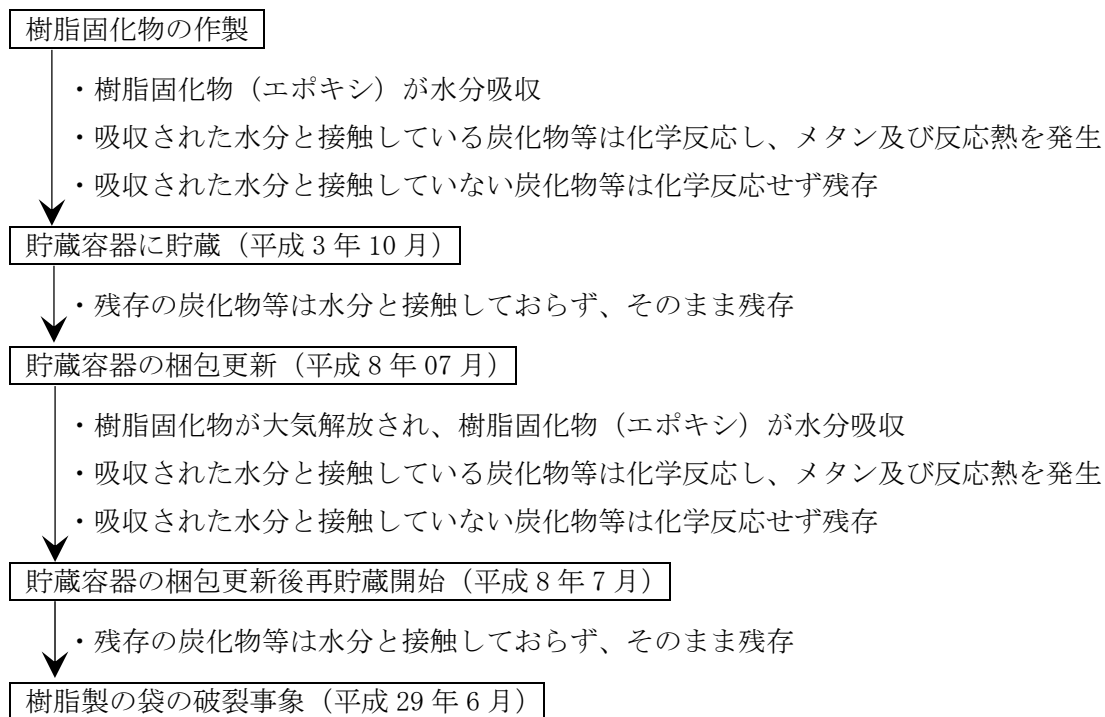 樹脂固化物の作製
・樹脂固化物（エポキシ）が水分吸収
・吸収された水分と接触している炭化物等は化学反応し、メタン及び反応熱を発生
・吸収された水分と接触していない炭化物等は化学反応せず残存
貯蔵容器に貯蔵（平成 3 年 10 月）
・残存の炭化物等は水分と接触しておらず、そのまま残存
貯蔵容器の梱包更新（平成 8 年 07 月）
・樹脂固化物が大気解放され、樹脂固化物（エポキシ）が水分吸収
・吸収された水分と接触している炭化物等は化学反応し、メタン及び反応熱を発生
・吸収された水分と接触していない炭化物等は化学反応せず残存
貯蔵容器の梱包更新後再貯蔵開始（平成 8 年 7 月）
・残存の炭化物等は水分と接触しておらず、そのまま残存
樹脂製の袋の破裂事象（平成 29 年 6 月）